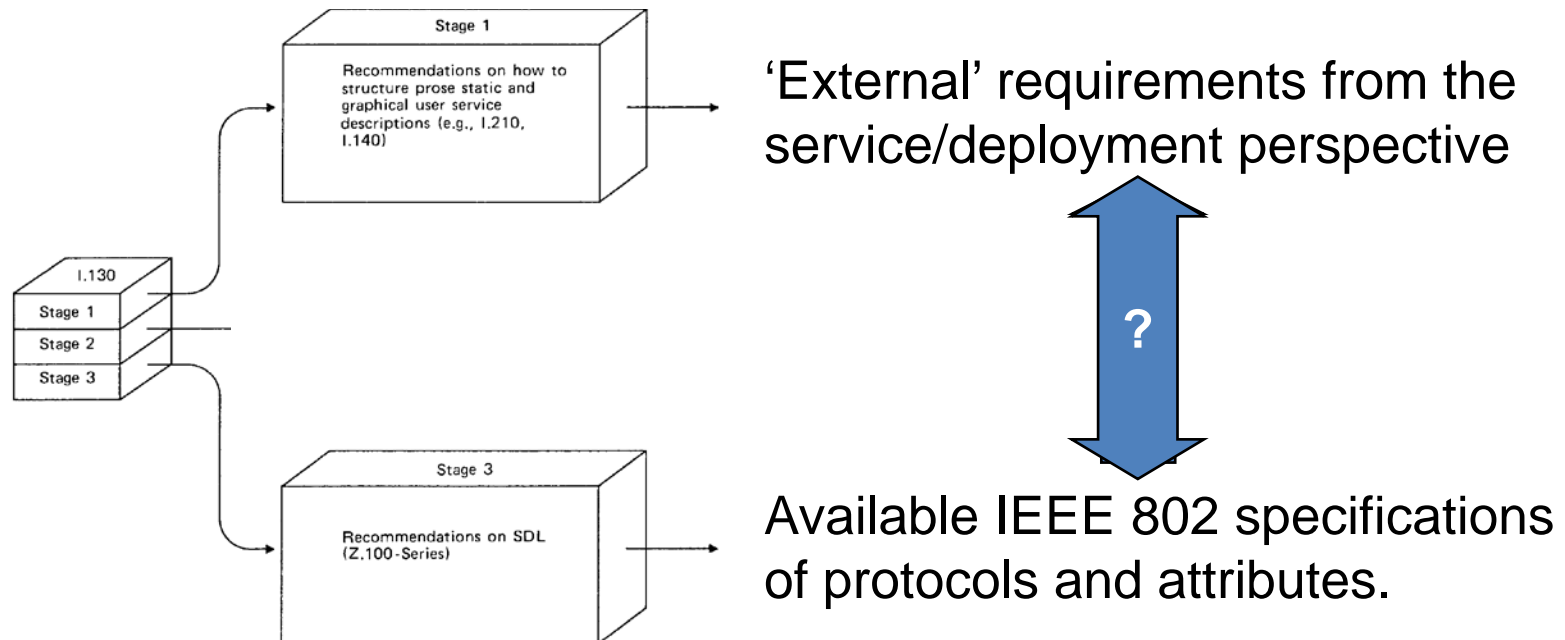 Stage 1
Recommendations on how to
structure prose static and
graphical user service
descriptions (e.g., I.210,
I.140)
‘External’ requirements from the
service/deployment perspective
I.130
Stage 1
Stage 2
Stage 3
?
Stage 3
Recommendations on SDL
(Z.100-Series)
Available IEEE 802 specifications
of protocols and attributes.